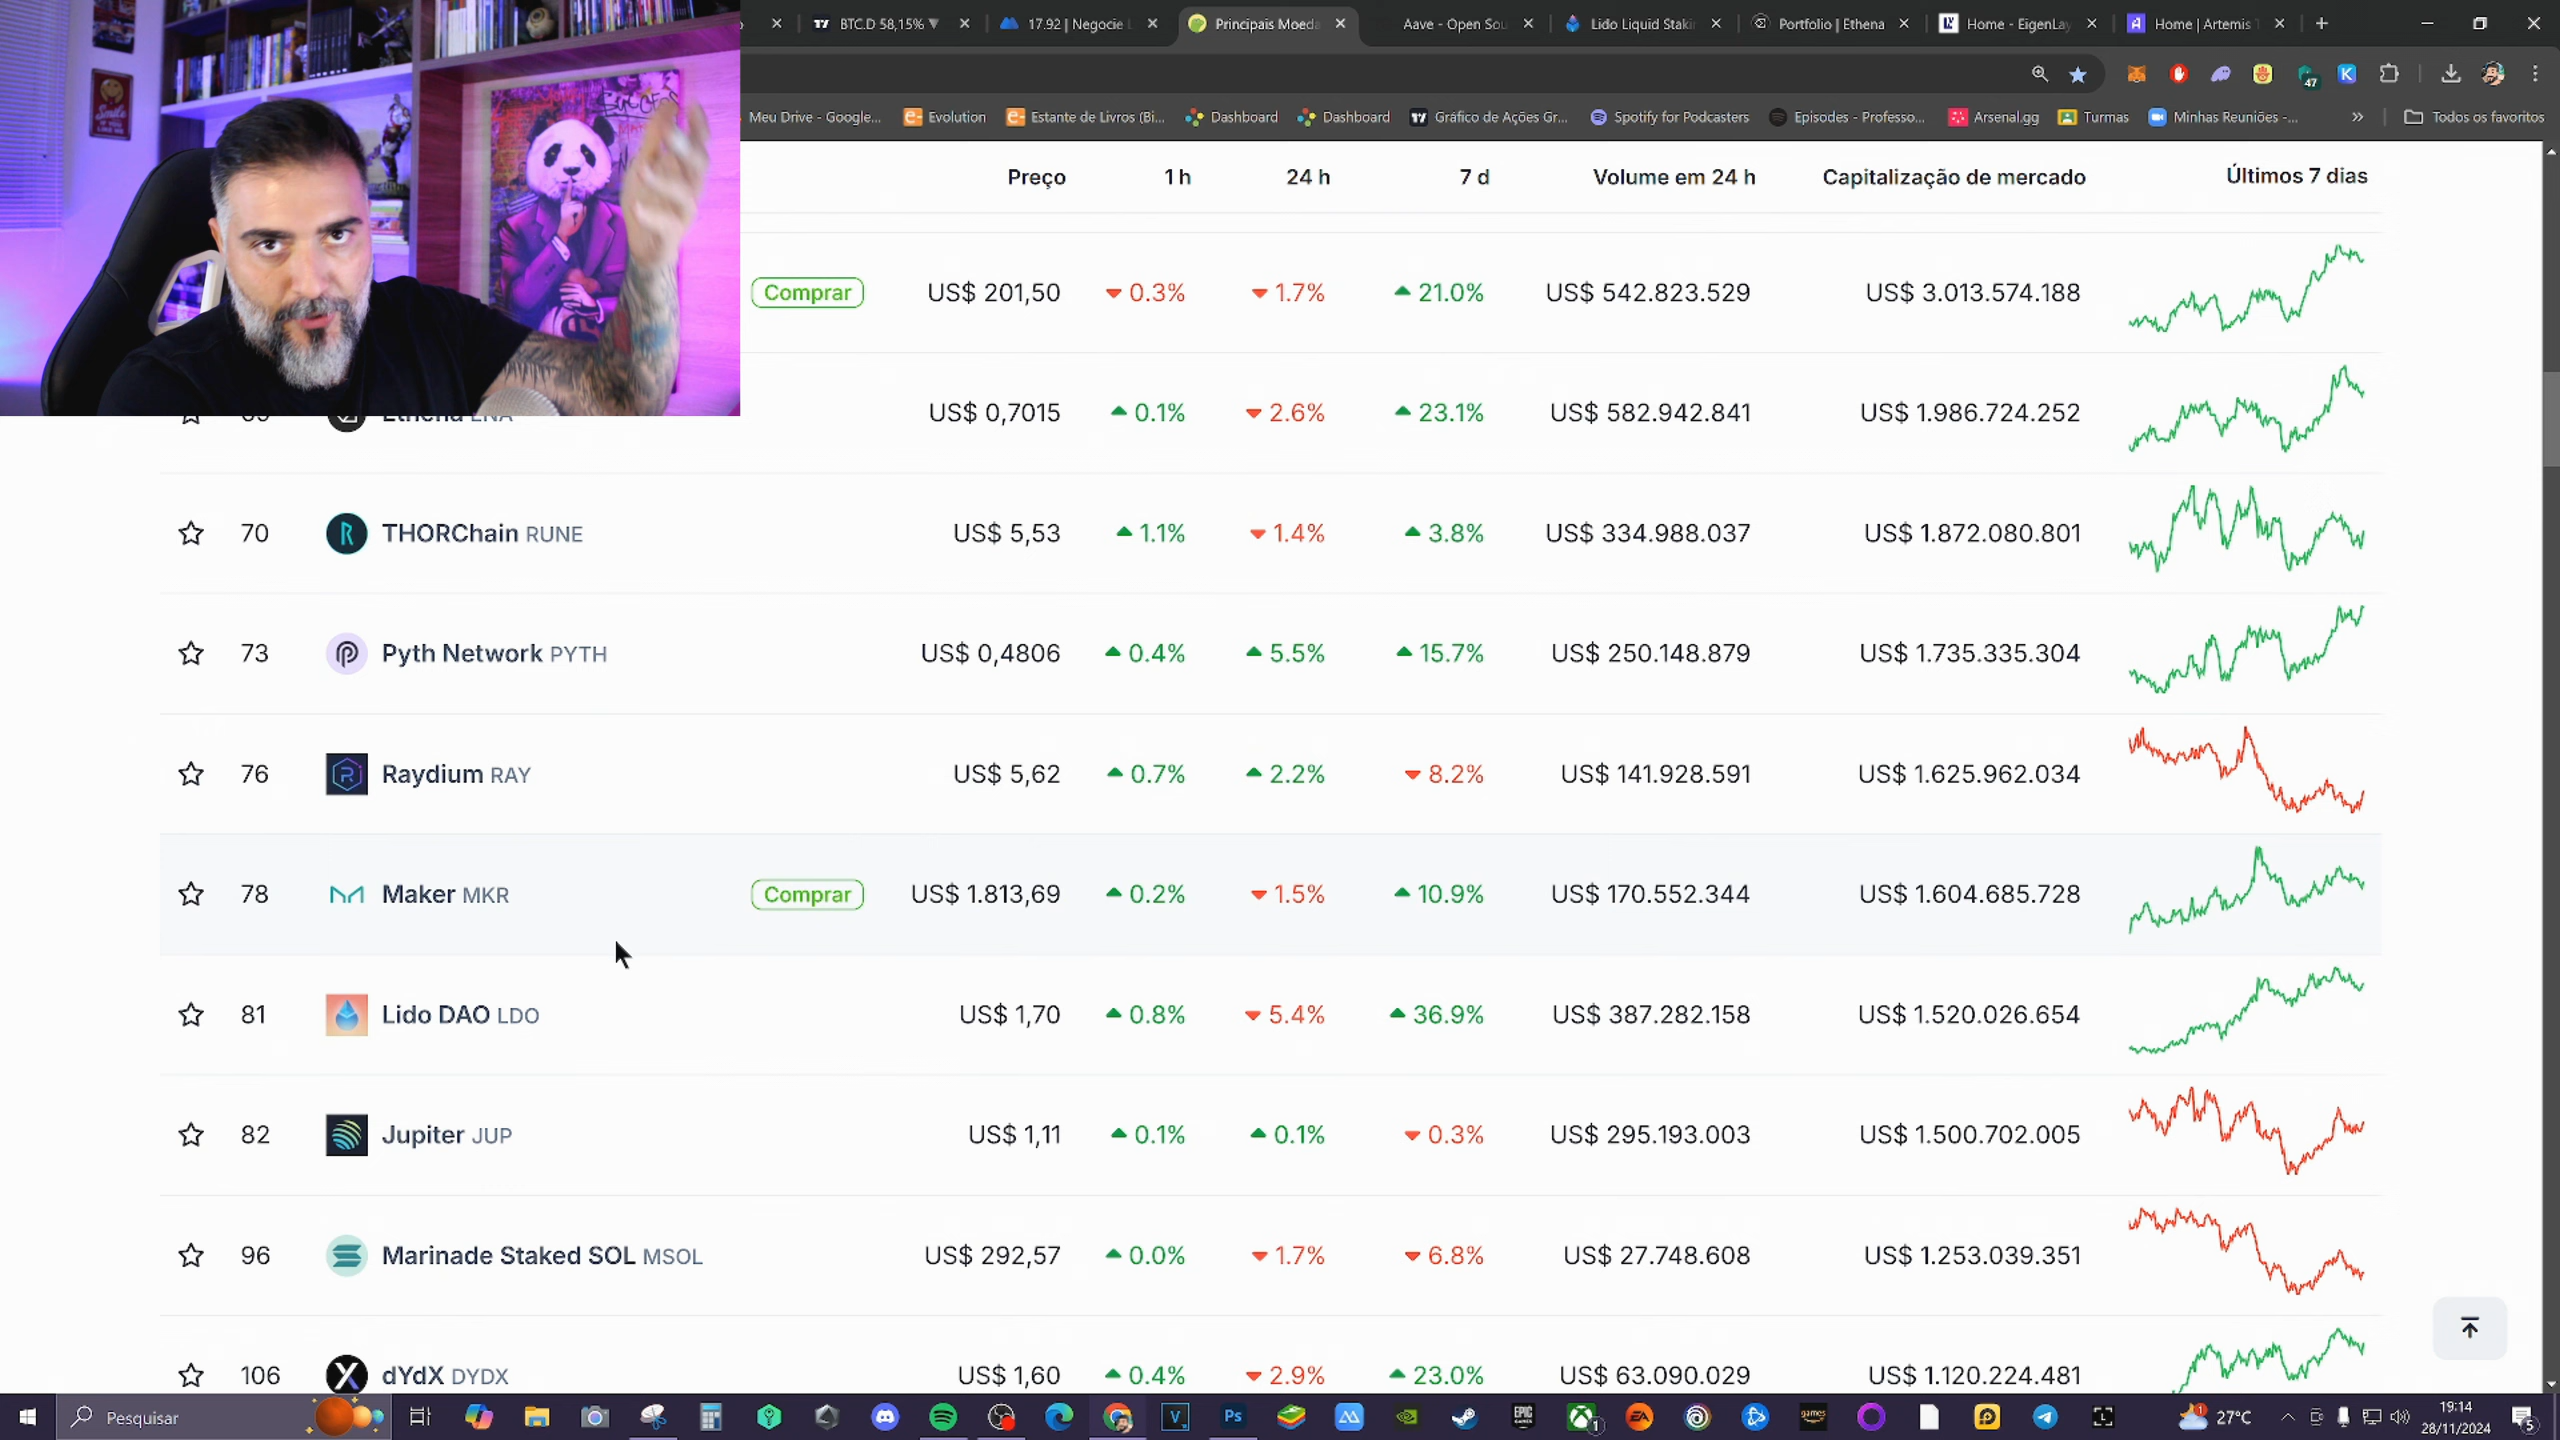 BTC.D 58,15% ▼
17.92 | Negocie
Principais Moeda
Aave - Open Sou
Lido Liquid Staki
Portfolio | Ethena
Home - EigenLay
Home | Artemis
47
Meu Drive - Google...
Evolution
Estante de Livros (Bi...
Dashboard
Dashboard
Gráfico de Ações Gr...
Spotify for Podcasters
Episodes - Professo...
Arsenal.gg
Turmas
Minhas Reuniões -...
»
Todos os favoritos
Smile
SUCCESS
Preço 1 h 24 h 7 d Volume em 24 h Capitalização de mercado Últimos 7 dias
Comprar US$ 201,50 0.3% 1.7% 21.0% US$ 542.823.529 US$ 3.013.574.188
Ethena ENA US$ 0,7015 0.1% 2.6% 23.1% US$ 582.942.841 US$ 1.986.724.252
70 THORChain RUNE US$ 5,53 1.1% 1.4% 3.8% US$ 334.988.037 US$ 1.872.080.801
73 Pyth Network PYTH US$ 0,4806 0.4% 5.5% 15.7% US$ 250.148.879 US$ 1.735.335.304
76 Raydium RAY US$ 5,62 0.7% 2.2% 8.2% US$ 141.928.591 US$ 1.625.962.034
78 Maker MKR Comprar US$ 1.813,69 0.2% 1.5% 10.9% US$ 170.552.344 US$ 1.604.685.728
81 Lido DAO LDO US$ 1,70 0.8% 5.4% 36.9% US$ 387.282.158 US$ 1.520.026.654
82 Jupiter JUP US$ 1,11 0.1% 0.1% 0.3% US$ 295.193.003 US$ 1.500.702.005
96 Marinade Staked SOL MSOL US$ 292,57 0.0% 1.7% 6.8% US$ 27.748.608 US$ 1.253.039.351
106 dYdX DYDX US$ 1,60 0.4% 2.9% 23.0% US$ 63.090.029 US$ 1.120.224.481
Pesquisar
Ps
EPIC GAMES
1
EA
games
1
27°C
19:14
28/11/2024
5